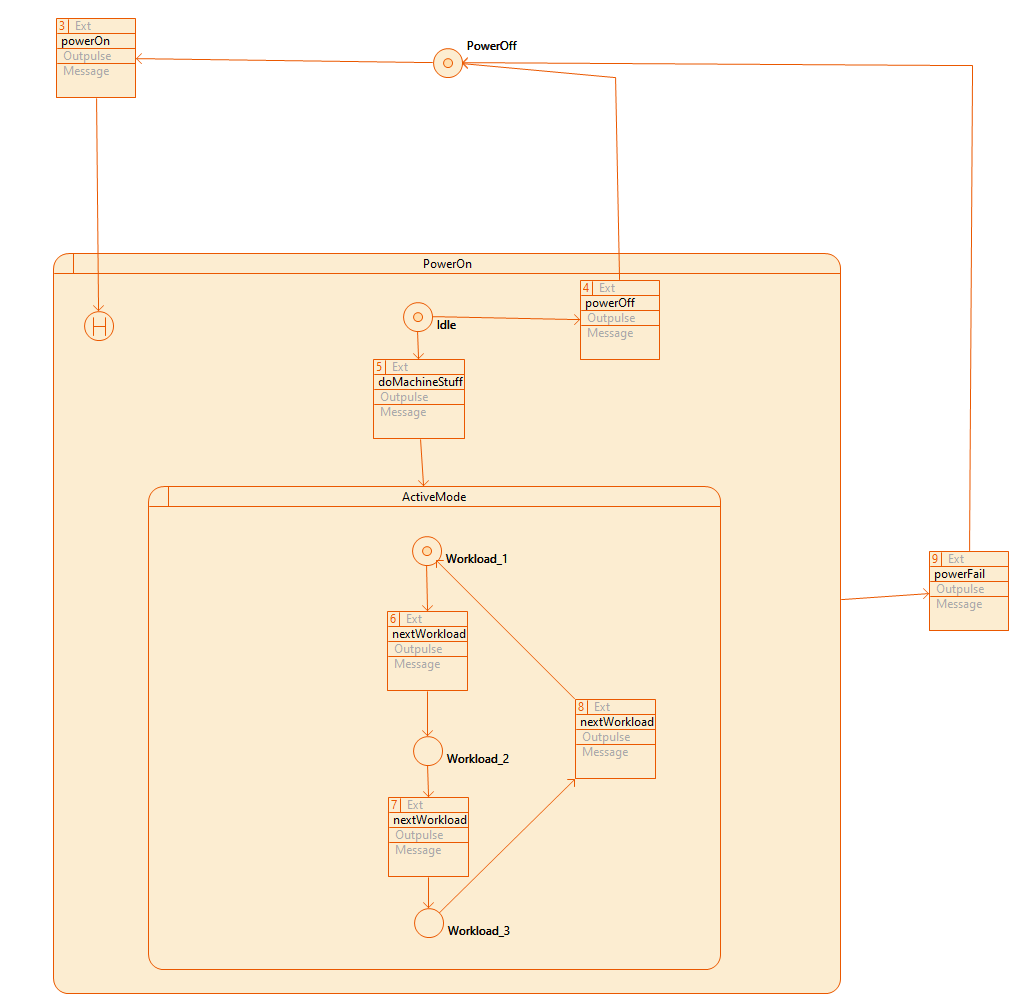 3 Ext
powerOn
Outpulse
Message
PowerOff
PowerOn
H
Idle
4 Ext
powerOff
Outpulse
Message
5 Ext
doMachineStuff
Outpulse
Message
ActiveMode
Workload_1
6 Ext
nextWorkload
Outpulse
Message
9 Ext
powerFail
Outpulse
Message
8 Ext
nextWorkload
Outpulse
Message
Workload_2
7 Ext
nextWorkload
Outpulse
Message
Workload_3